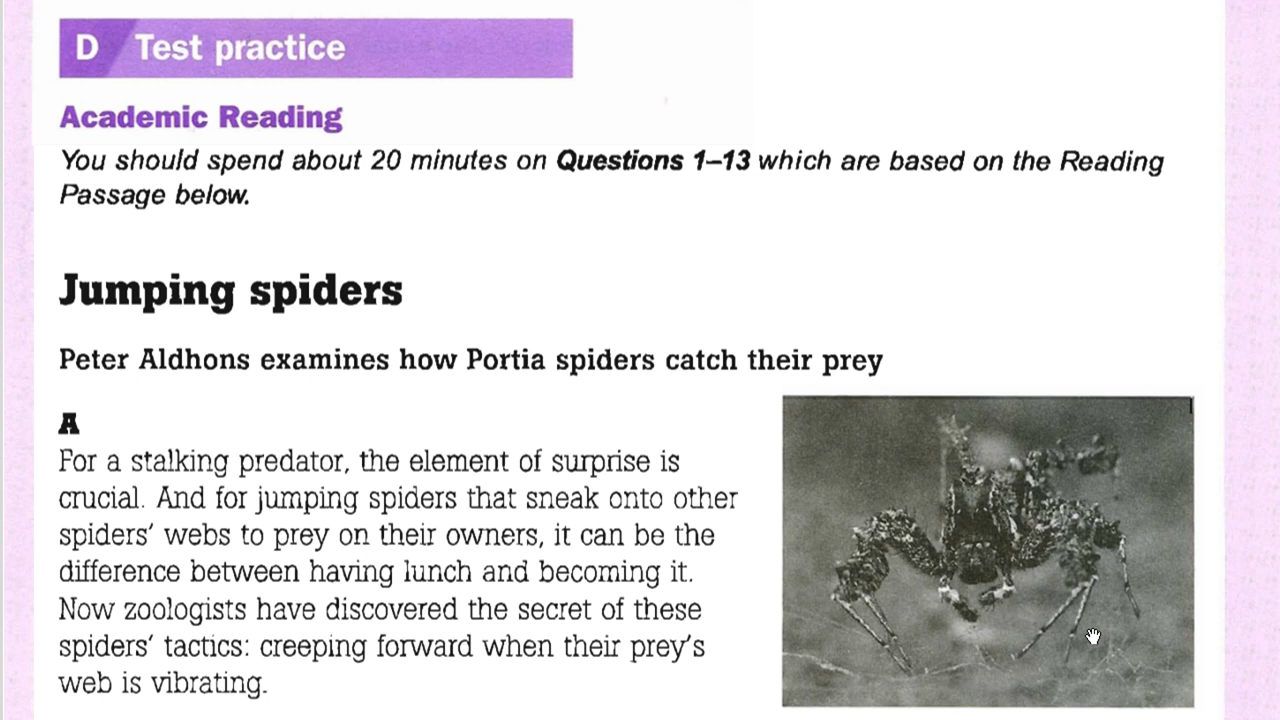 D Test practice
Academic Reading
You should spend about 20 minutes on Questions 1–13 which are based on the Reading
Passage below.
Jumping spiders
Peter Aldhons examines how Portia spiders catch their prey
A
For a stalking predator, the element of surprise is
crucial. And for jumping spiders that sneak onto other
spiders' webs to prey on their owners, it can be the
difference between having lunch and becoming it.
Now zoologists have discovered the secret of these
spiders' tactics: creeping forward when their prey's
web is vibrating.